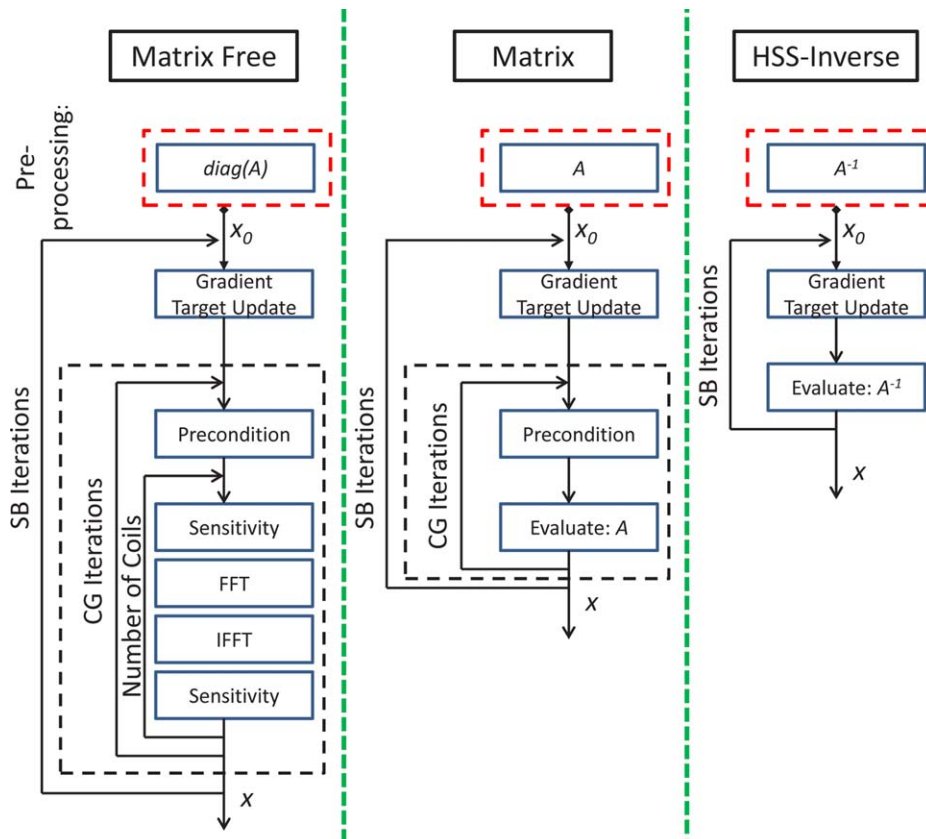 Matrix Free
Pre-
processing:
diag(A)
x0
Gradient
Target Update
SB Iterations
CG Iterations
Precondition
Number of Coils
Sensitivity
FFT
IFFT
Sensitivity
x
Matrix
A
x0
Gradient
Target Update
SB Iterations
CG Iterations
Precondition
Evaluate: A
x
HSS-Inverse
A-1
x0
SB Iterations
Gradient
Target Update
Evaluate: A-1
x